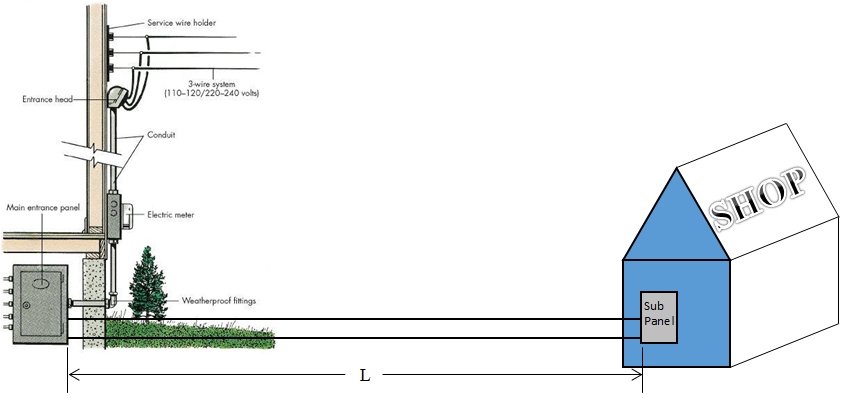 Service wire holder
3-wire system
(110–120/220–240 volts)
Entrance head
Conduit
Main entrance panel
Electric meter
Weatherproof fittings
SHOP
Sub
Panel
L